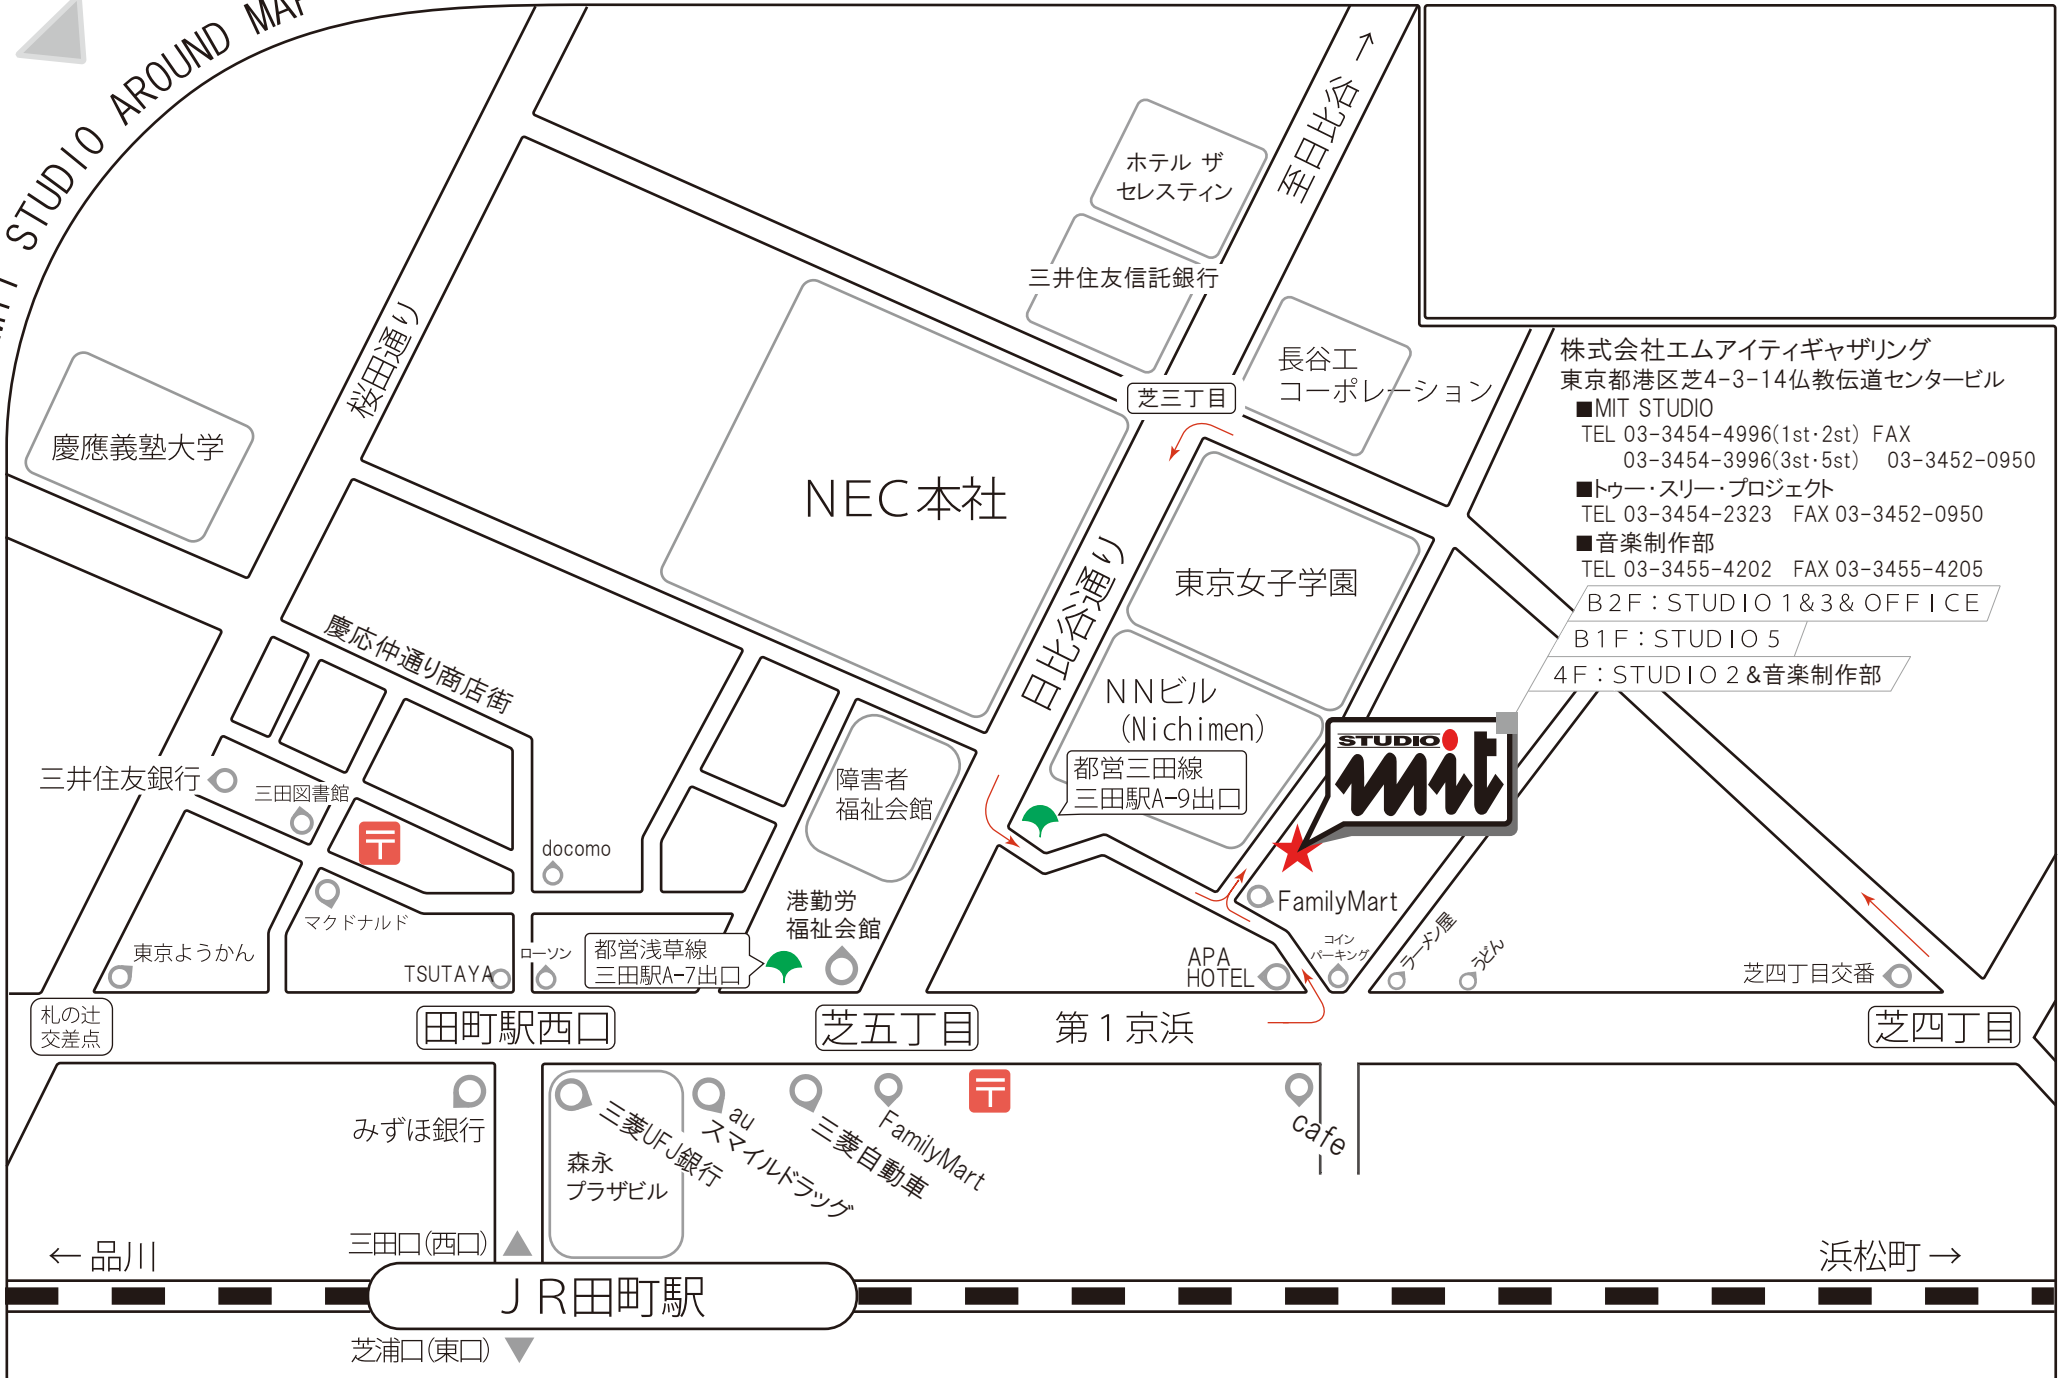 MIT STUDIO AROUND MAP
至日比谷→
ホテル ザ
セレスティン
三井住友信託銀行
長谷工
コーポレーション
芝三丁目
桜田通り
慶應義塾大学
NEC本社
日比谷通り
東京女子学園
NNビル
(Nichimen)
都営三田線
三田駅A-9出口
株式会社エムアイティギャザリング
東京都港区芝4-3-14仏教伝道センタービル
■MIT STUDIO
TEL 03-3454-4996(1st・2st) FAX
03-3454-3996(3st・5st) 03-3452-0950
■トゥー・スリー・プロジェクト
TEL 03-3454-2323 FAX 03-3452-0950
■音楽制作部
TEL 03-3455-4202 FAX 03-3455-4205
B2F：STUDIO 1&3& OFFICE
B1F：STUDIO 5
4F：STUDIO 2 &音楽制作部
STUDIO
mit
慶応仲通り商店街
三井住友銀行
三田図書館
〒
docomo
障害者
福祉会館
マクドナルド
東京ようかん
TSUTAYA
ローソン
都営浅草線
三田駅A-7出口
港勤労
福祉会館
FamilyMart
APA
HOTEL
コイン
パーキング
ラーメン屋
うどん
芝四丁目交番
札の辻
交差点
田町駅西口
芝五丁目
第1京浜
芝四丁目
みずほ銀行
三菱UFJ銀行
森永
プラザビル
au
スマイルドラッグ
三菱自動車
FamilyMart
〒
cafe
←品川
三田口(西口)
浜松町→
JR田町駅
芝浦口(東口)